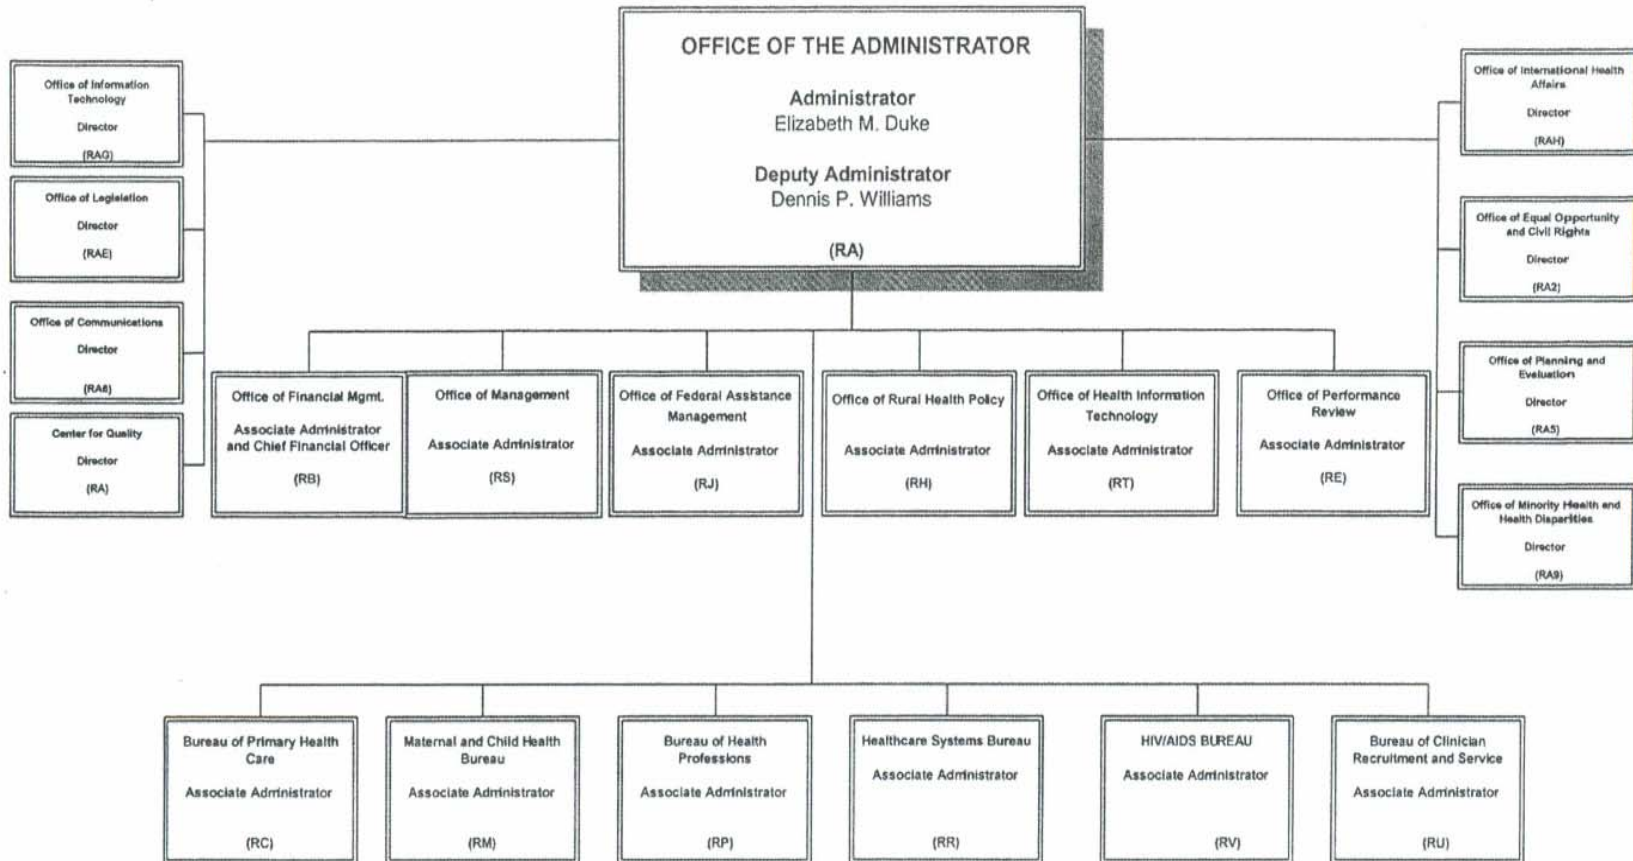 OFFICE OF THE ADMINISTRATOR
Administrator
Elizabeth M. Duke
Deputy Administrator
Dennis P. Williams
(RA)
Office of Information
Technology
Director
(RAG)
Office of Legislation
Director
(RAE)
Office of Communications
Director
(RA6)
Center for Quality
Director
(RA)
Office of International Health
Affairs
Director
(RAH)
Office of Equal Opportunity
and Civil Rights
Director
(RA2)
Office of Planning and
Evaluation
Director
(RA5)
Office of Minority Health and
Health Disparities
Director
(RA9)
Office of Financial Mgmt.
Associate Administrator
and Chief Financial Officer
(RB)
Office of Management
Associate Administrator
(RS)
Office of Federal Assistance
Management
Associate Administrator
(RJ)
Office of Rural Health Policy
Associate Administrator
(RH)
Office of Health Information
Technology
Associate Administrator
(RT)
Office of Performance
Review
Associate Administrator
(RE)
Bureau of Primary Health
Care
Associate Administrator
(RC)
Maternal and Child Health
Bureau
Associate Administrator
(RM)
Bureau of Health
Professions
Associate Administrator
(RP)
Healthcare Systems Bureau
Associate Administrator
(RR)
HIV/AIDS BUREAU
Associate Administrator
(RV)
Bureau of Clinician
Recruitment and Service
Associate Administrator
(RU)